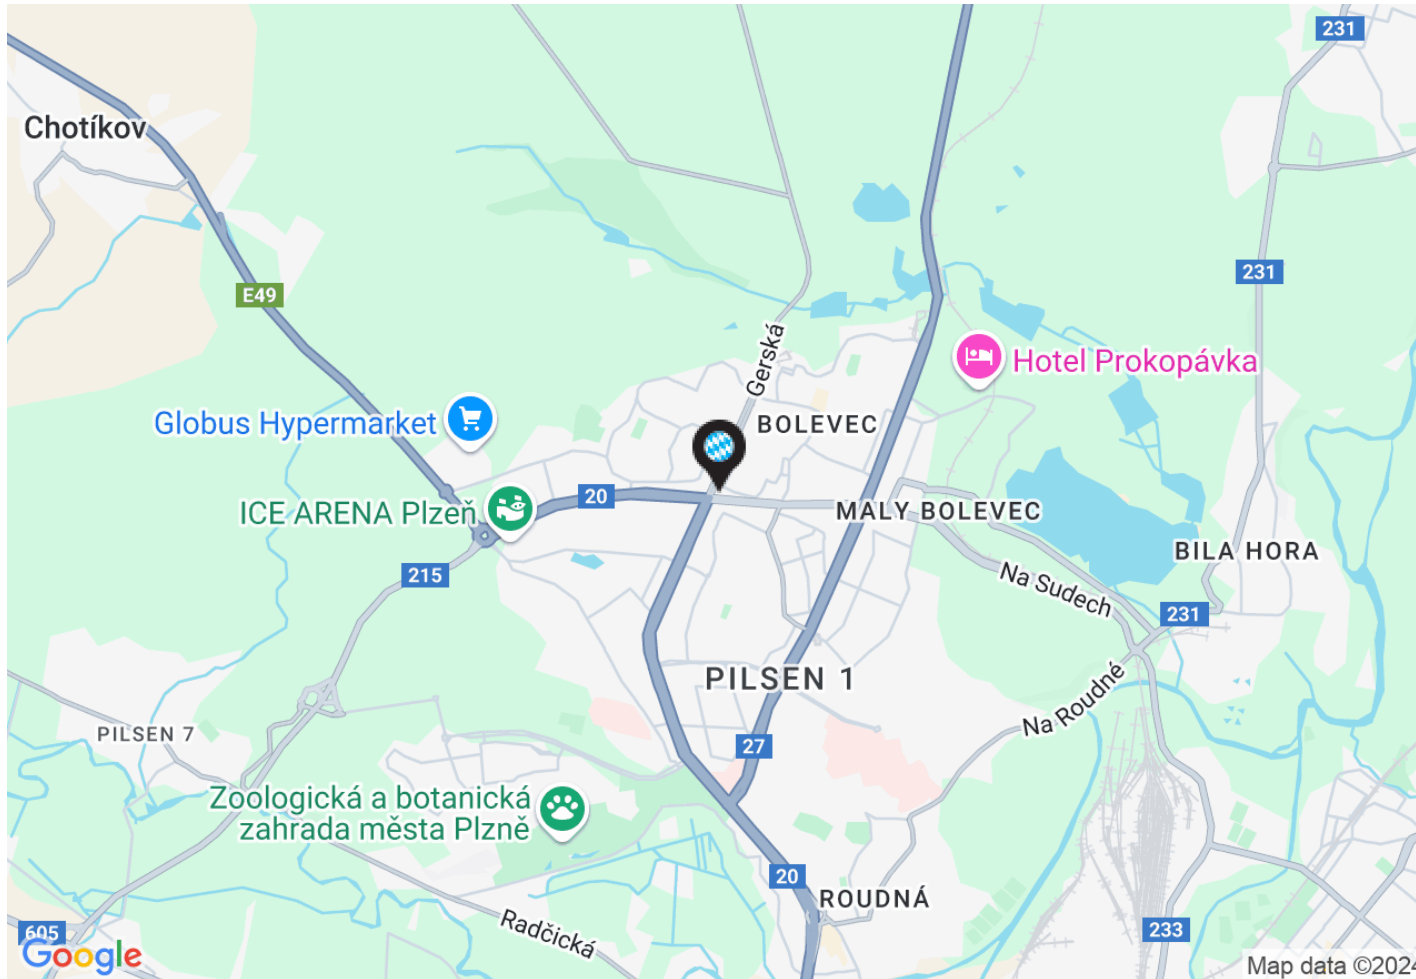 231
Chotíkov
231
E49
Gerská
Hotel Prokopávka
Globus Hypermarket
BOLEVEC
20
ICE ARENA Plzeň
MALY BOLEVEC
BILA HORA
215
Na Sudech
231
PILSEN 1
Na Roudné
PILSEN 7
27
Zoologická a botanická
zahrada města Plzně
20
ROUDNÁ
Radčická
605
233
Google
Map data ©2024